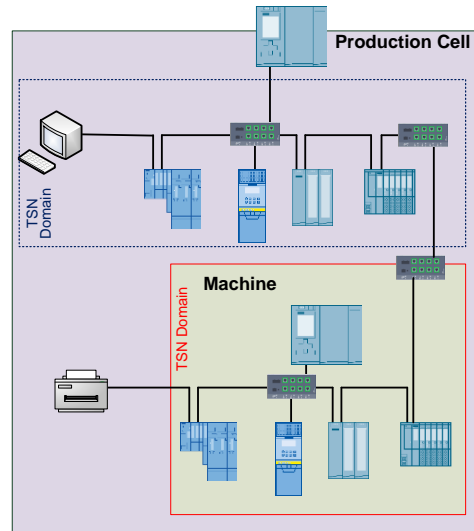 Production Cell
TSN
Domain
Machine
TSN Domain